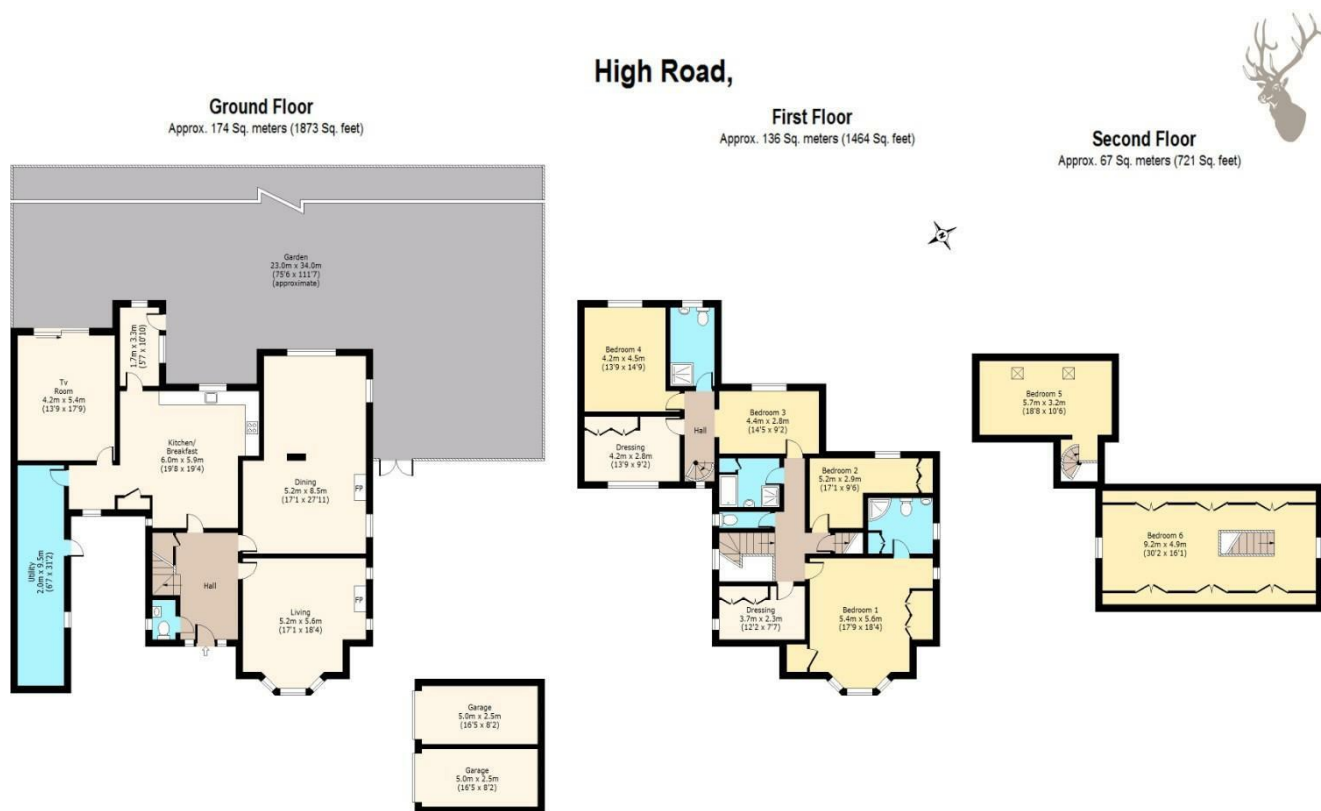 High Road,
Ground Floor
Approx. 174 Sq. meters (1873 Sq. feet)
First Floor
Approx. 136 Sq. meters (1464 Sq. feet)
Second Floor
Approx. 67 Sq. meters (721 Sq. feet)
Garden
23.0m x 34.0m
(75'6 x 111'7)
(approximate)
1.7m x 3.3m
(5'7 x 10'10)
Tv
Room
4.2m x 5.4m
(13'9 x 17'9)
Kitchen/
Breakfast
6.0m x 5.9m
(19'8 x 19'4)
Dining
5.2m x 8.5m
(17'1 x 27'11)
FP
Utility
2.0m x 9.5m
(6'7 x 31'2)
Hall
Living
5.2m x 5.6m
(17'1 x 18'4)
FP
Garage
5.0m x 2.5m
(16'5 x 8'2)
Garage
5.0m x 2.5m
(16'5 x 8'2)
N
Bedroom 4
4.2m x 4.5m
(13'9 x 14'9)
Dressing
4.2m x 2.8m
(13'9 x 9'2)
Hall
Bedroom 3
4.4m x 2.8m
(14'5 x 9'2)
Bedroom 2
5.2m x 2.9m
(17'1 x 9'6)
Dressing
3.7m x 2.3m
(12'2 x 7'7)
Bedroom 1
5.4m x 5.6m
(17'9 x 18'4)
Bedroom 5
5.7m x 3.2m
(18'8 x 10'6)
Bedroom 6
9.2m x 4.9m
(30'2 x 16'1)